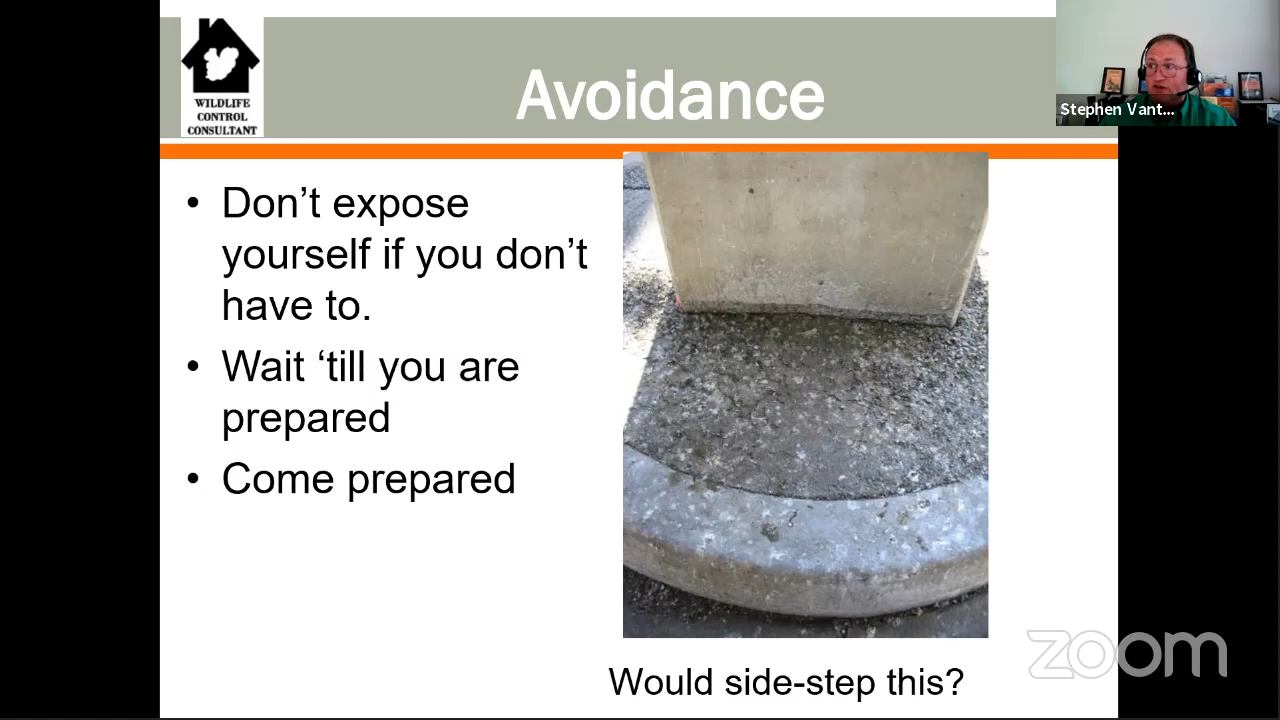 WILDLIFE
CONTROL
CONSULTANT
Avoidance
Stephen Vant...
• Don’t expose
yourself if you don’t
have to.
• Wait ‘till you are
prepared
• Come prepared
Would side-step this?
zoom